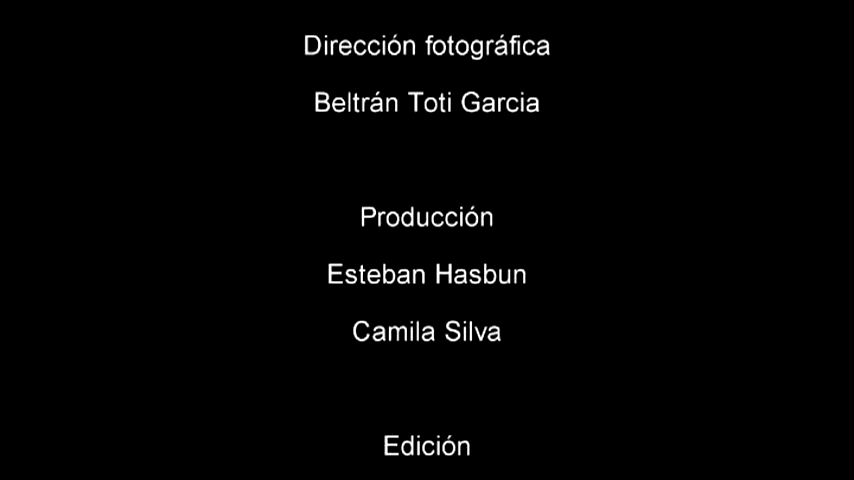 Dirección fotográfica
Beltrán Toti Garcia
Producción
Esteban Hasbun
Camila Silva
Edición